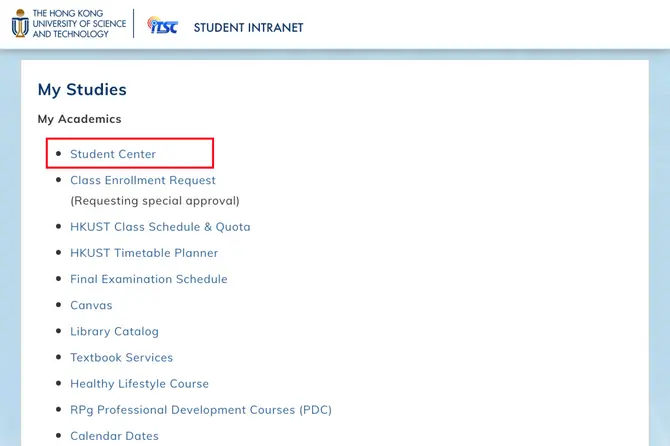 THE HONG KONG
UNIVERSITY OF SCIENCE
AND TECHNOLOGY
ITSC
STUDENT INTRANET
My Studies
My Academics
Student Center
Class Enrollment Request
(Requesting special approval)
HKUST Class Schedule & Quota
HKUST Timetable Planner
Final Examination Schedule
Canvas
Library Catalog
Textbook Services
Healthy Lifestyle Course
RPg Professional Development Courses (PDC)
Calendar Dates